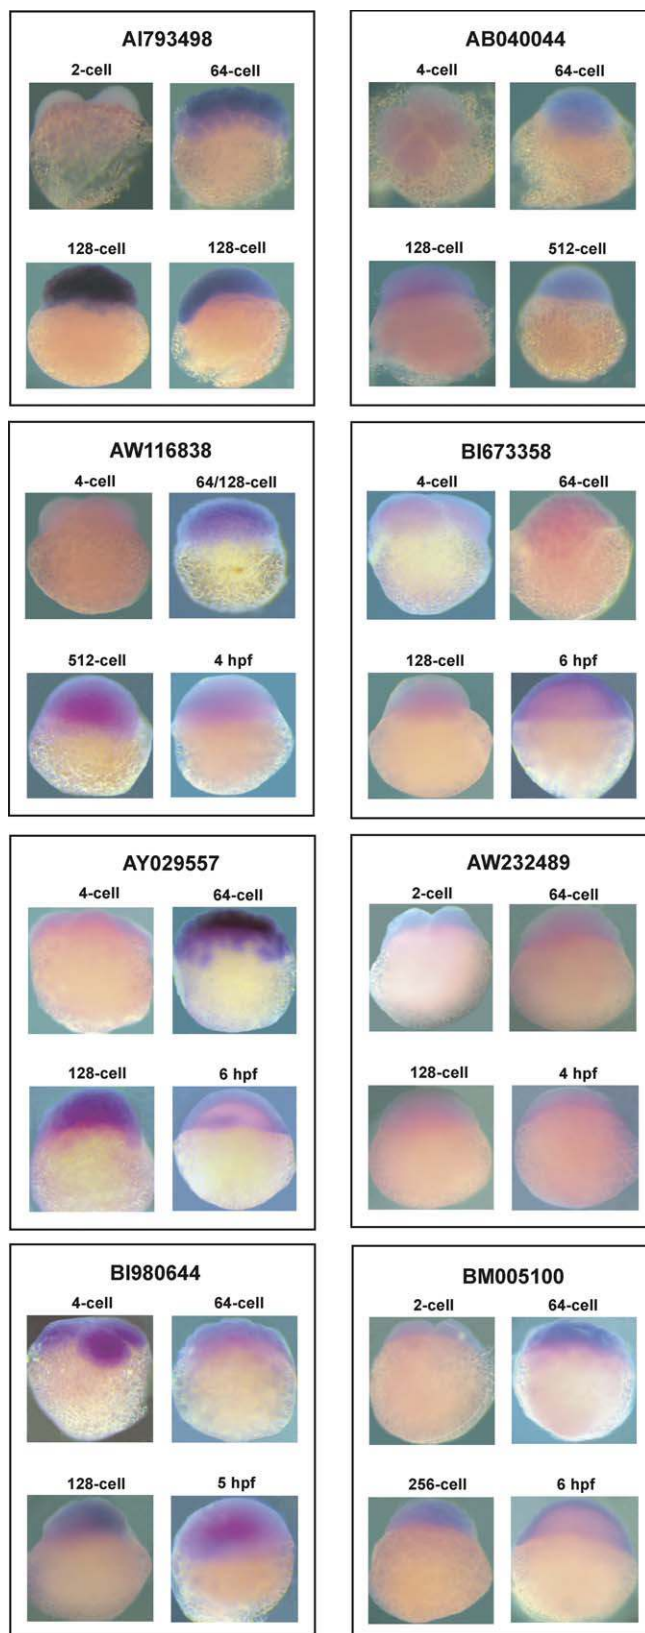 AI793498
2-cell 64-cell
128-cell 128-cell
AB040044
4-cell 64-cell
128-cell 512-cell
AW116838
4-cell 64/128-cell
512-cell 4 hpf
BI673358
4-cell 64-cell
128-cell 6 hpf
AY029557
4-cell 64-cell
128-cell 6 hpf
AW232489
2-cell 64-cell
128-cell 4 hpf
BI980644
4-cell 64-cell
128-cell 5 hpf
BM005100
2-cell 64-cell
256-cell 6 hpf